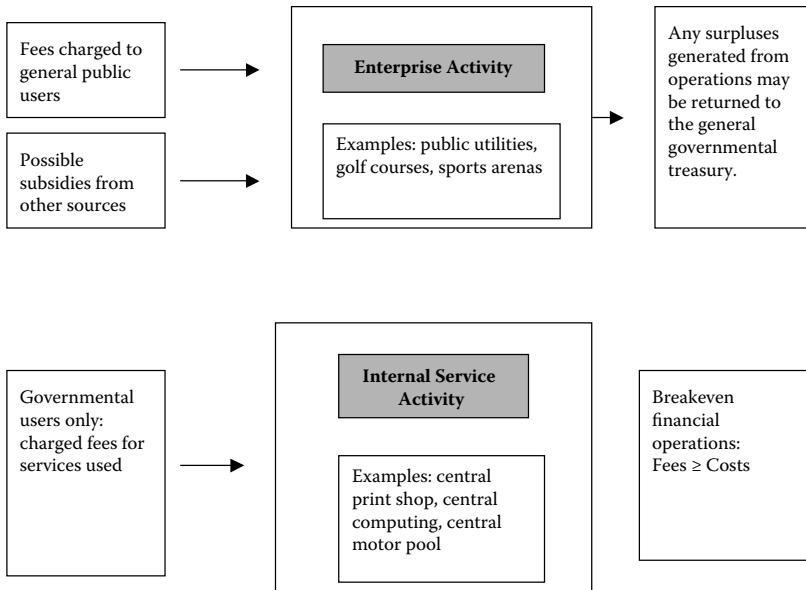 Fees charged to
general public
users
Possible
subsidies from
other sources
Enterprise Activity
Examples: public utilities,
golf courses, sports arenas
Any surpluses
generated from
operations may
be returned to
the general
governmental
treasury.
Governmental
users only:
charged fees for
services used
Internal Service
Activity
Examples: central
print shop, central
computing, central
motor pool
Breakeven
financial
operations:
Fees ≥ Costs